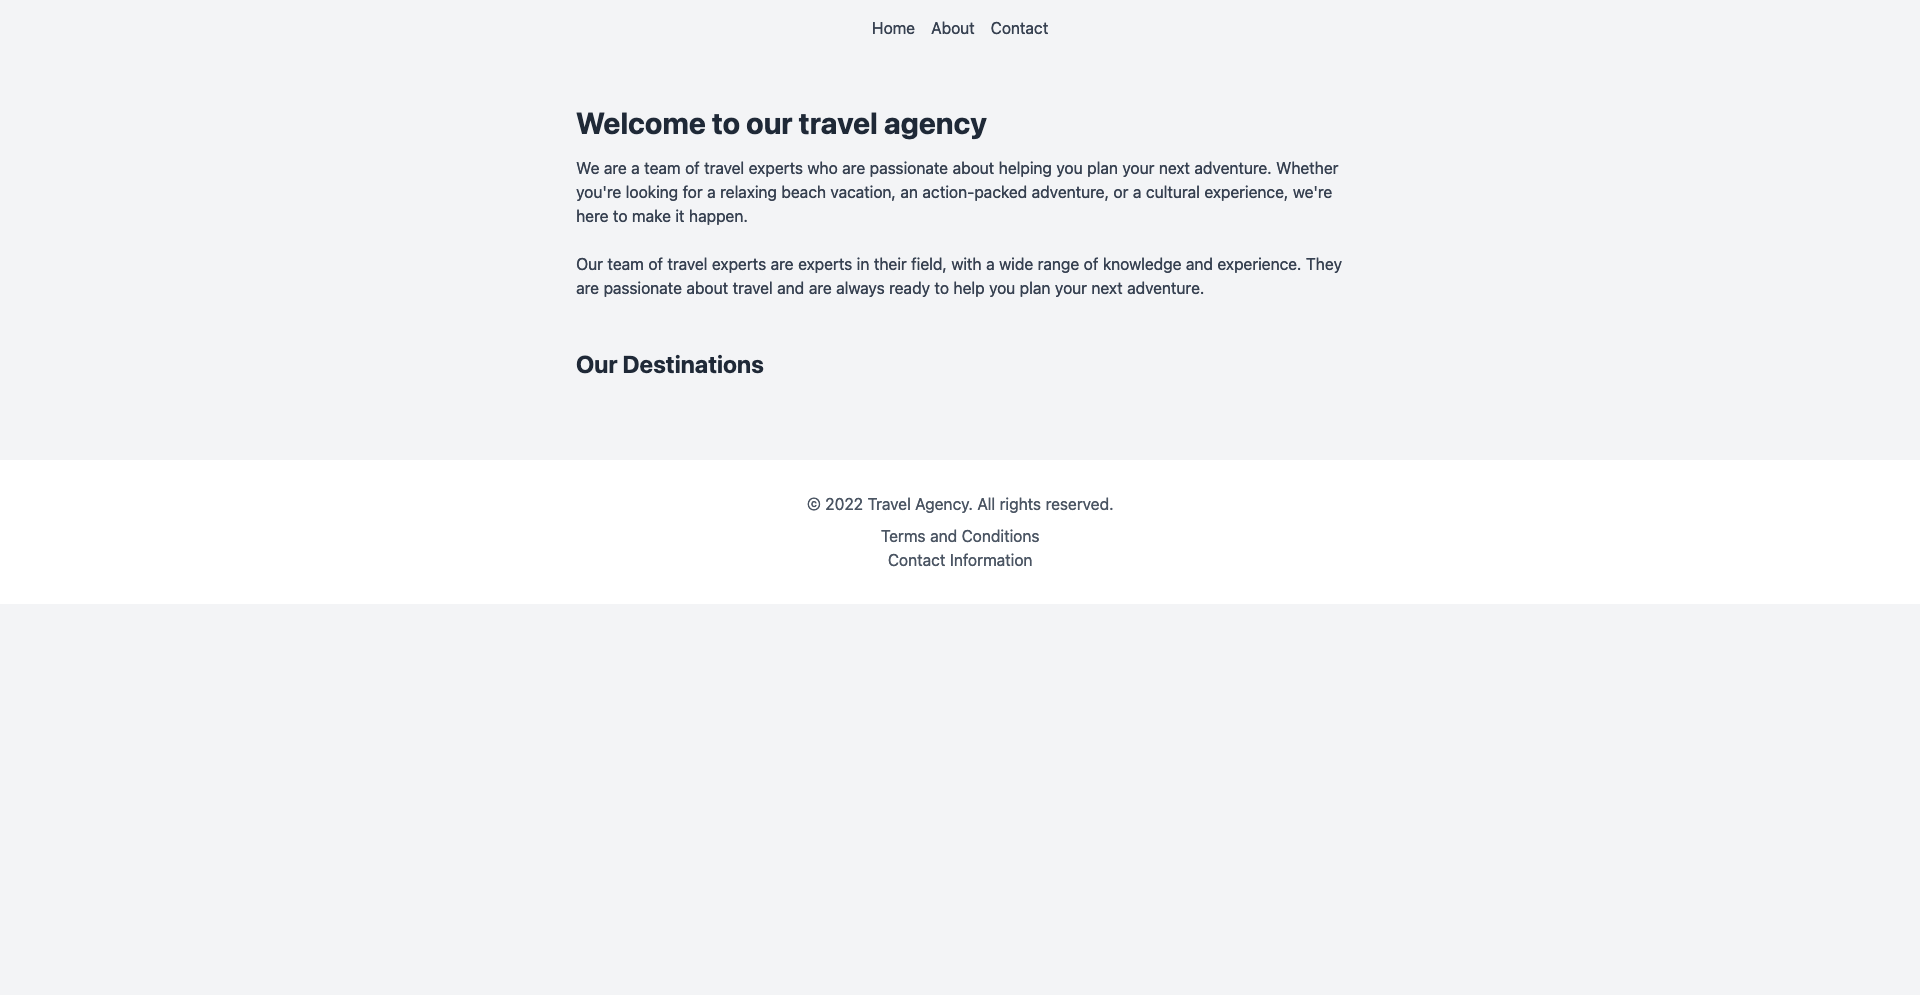 Home About Contact
Welcome to our travel agency
We are a team of travel experts who are passionate about helping you plan your next adventure. Whether
you're looking for a relaxing beach vacation, an action-packed adventure, or a cultural experience, we're
here to make it happen.
Our team of travel experts are experts in their field, with a wide range of knowledge and experience. They
are passionate about travel and are always ready to help you plan your next adventure.
Our Destinations
© 2022 Travel Agency. All rights reserved.
Terms and Conditions
Contact Information